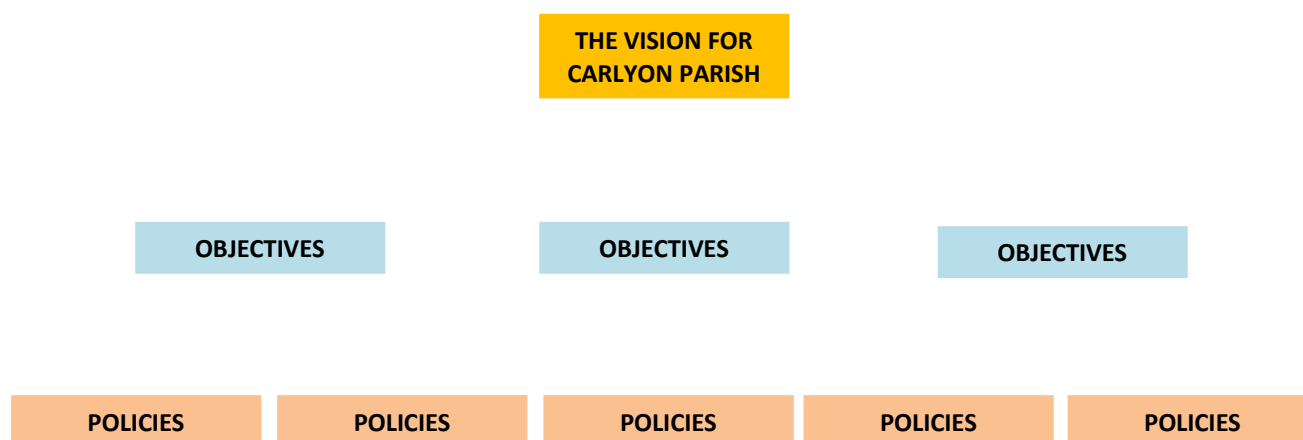 THE VISION FOR
CARLYON PARISH
OBJECTIVES
OBJECTIVES
OBJECTIVES
POLICIES
POLICIES
POLICIES
POLICIES
POLICIES